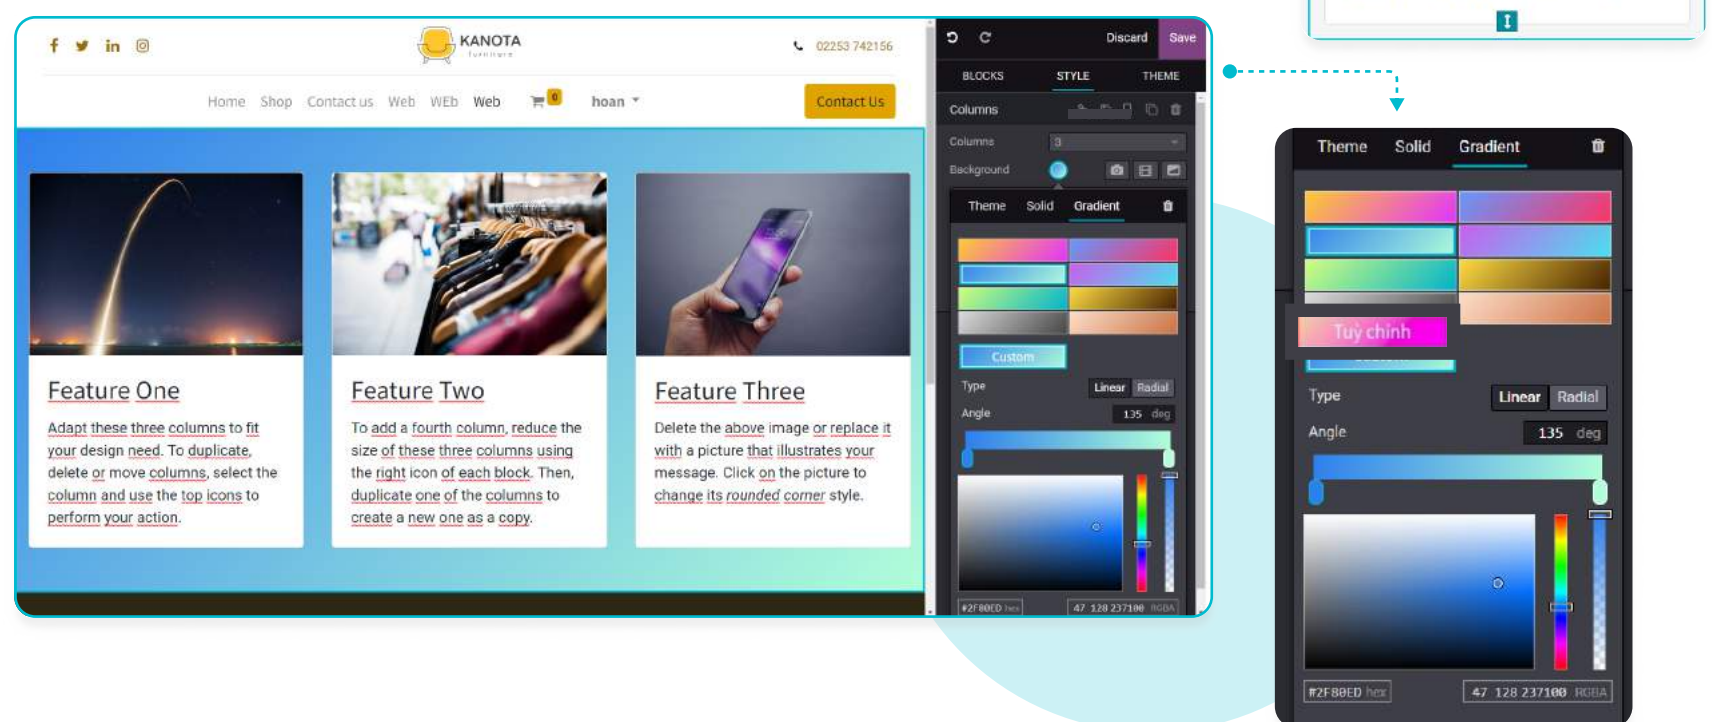 KANOTA
furniture
02253 742156
Home Shop Contact us Web WEb Web 0 hoan
Contact Us
Feature One
Adapt these three columns to fit
your design need. To duplicate,
delete or move columns, select the
column and use the top icons to
perform your action.
Feature Two
To add a fourth column, reduce the
size of these three columns using
the right icon of each block. Then,
duplicate one of the columns to
create a new one as a copy.
Feature Three
Delete the above image or replace it
with a picture that illustrates your
message. Click on the picture to
change its rounded corner style.
Discard Save
BLOCKS STYLE THEME
Columns
Columns 3
Background
Theme Solid Gradient
Custom
Type Linear Radial
Angle 135 deg
#2F80ED hex 47 128 237 100 RGBA
Theme Solid Gradient
Tuỳ chỉnh
Type Linear Radial
Angle 135 deg
#2F80ED hex 47 128 237 100 RGBA